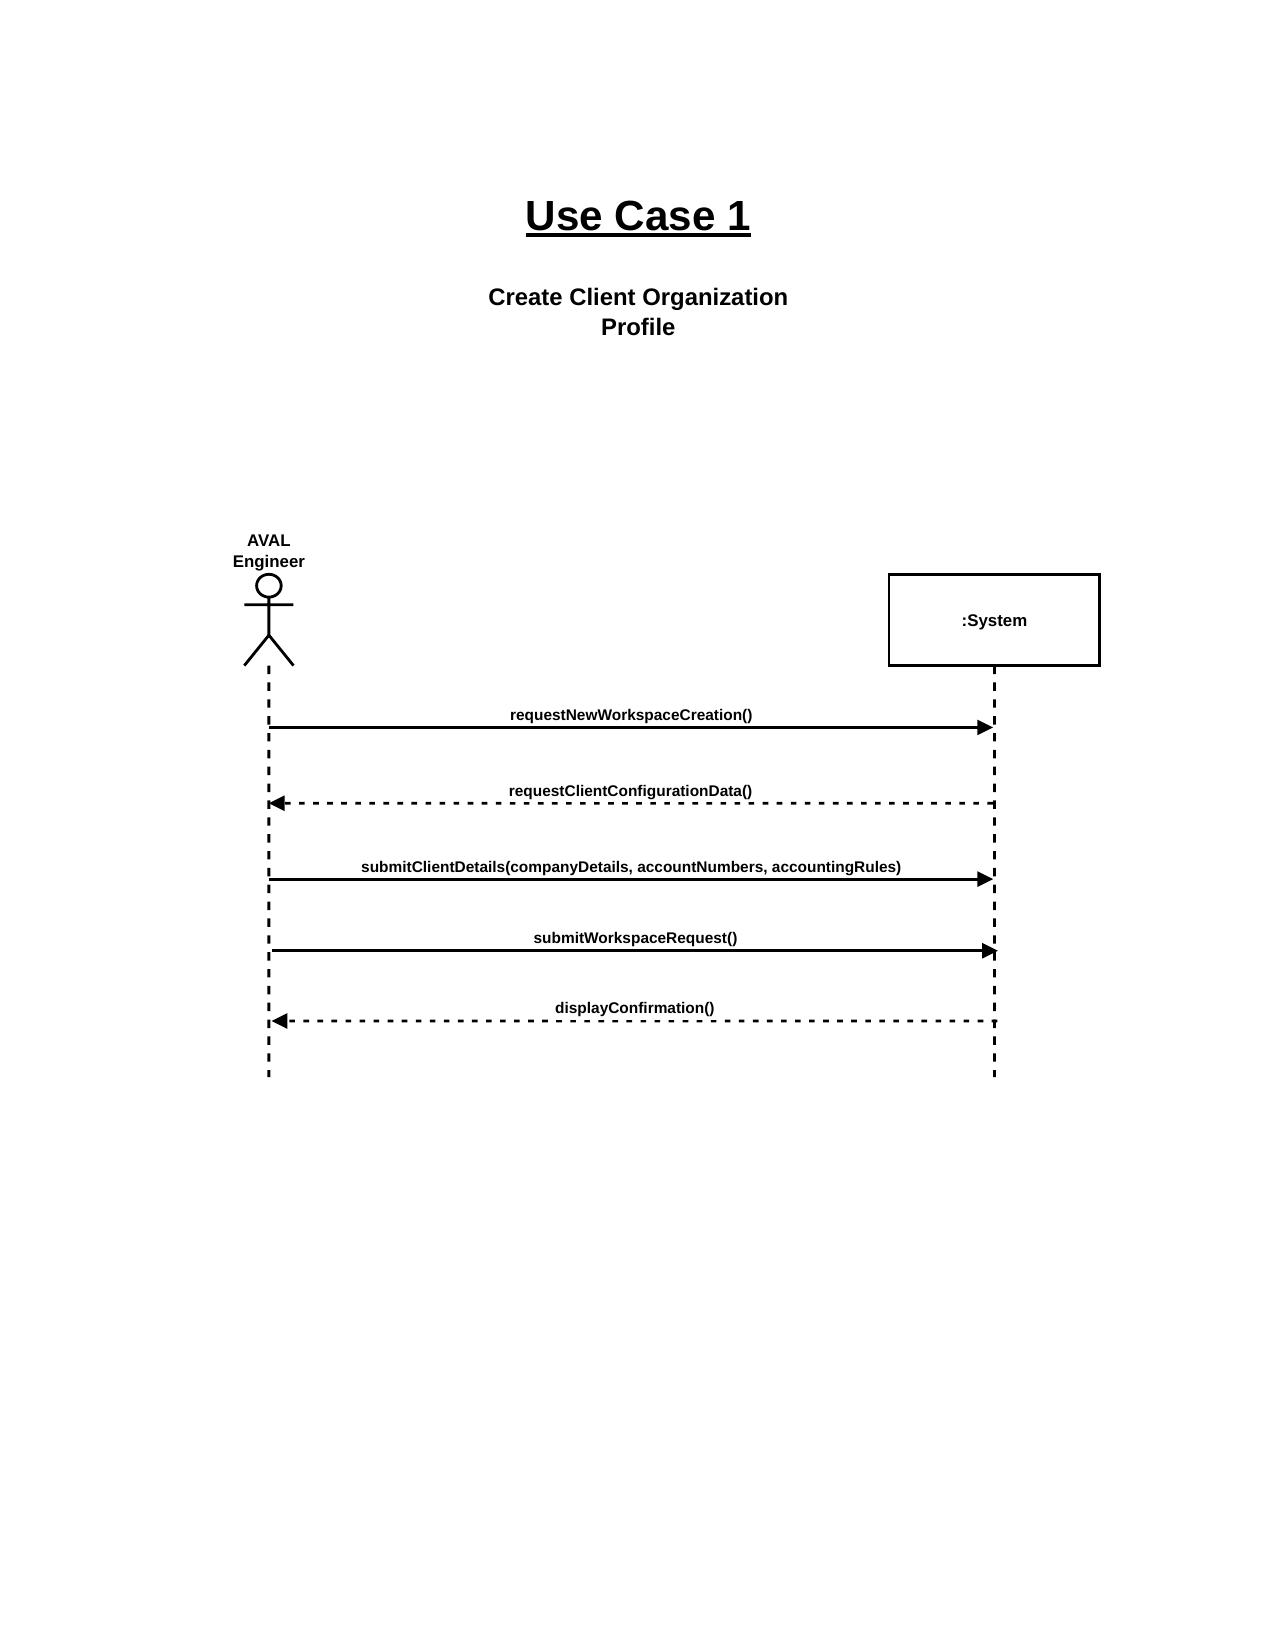 Use Case 1
Create Client Organization
Profile
AVAL
Engineer
:System
requestNewWorkspaceCreation()
requestClientConfigurationData()
submitClientDetails(companyDetails, accountNumbers, accountingRules)
submitWorkspaceRequest()
displayConfirmation()